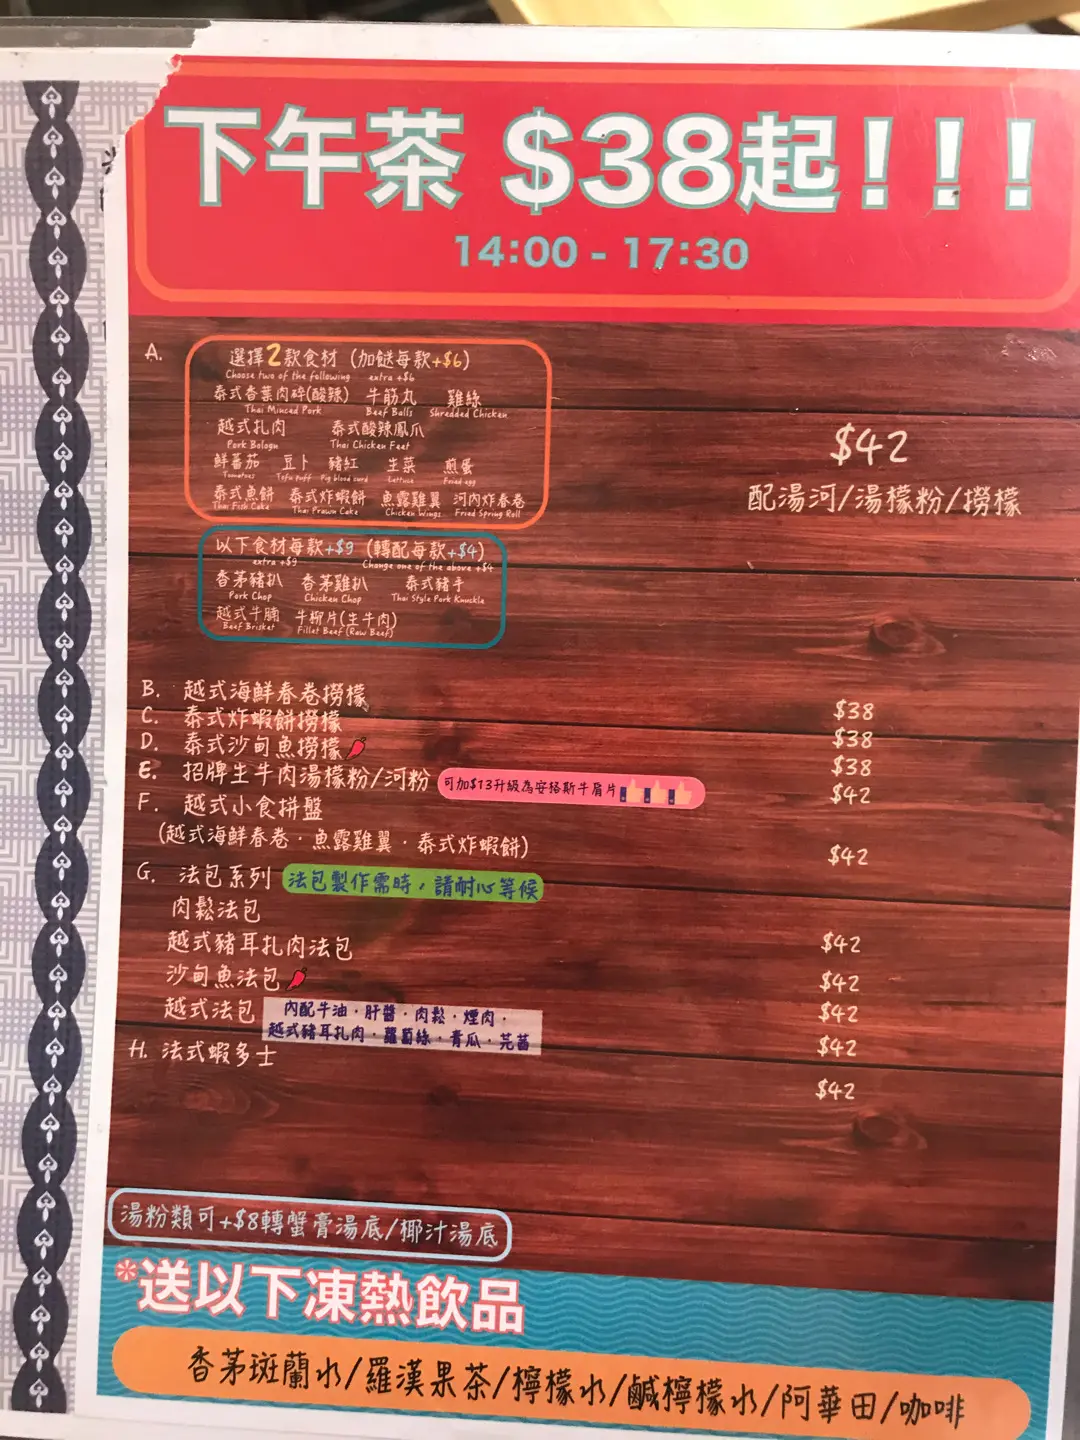 下午茶 $38起！！！
14:00 - 17:30
A.
選擇2款食材 (加餸每款+$6)
Choose two of the following extra +$6
泰式香葉肉碎(酸辣) 牛筋丸 雞絲
Thai Minced Pork Beef Balls Shredded Chicken
越式扎肉 泰式酸辣鳳爪
Pork Bologn Thai Chicken Feet
鮮蕃茄 豆卜 豬紅 生菜 煎蛋
Tomatoes Tofu puff Pig blood curd Lettuce Fried egg
泰式魚餅 泰式炸蝦餅 魚露雞翼 河內炸春卷
Thai Fish Cake Thai Prawn Cake Chicken Wings Fried Spring Roll
$42
配湯河/湯檬粉/撈檬
以下食材每款+$9 (轉配每款+$4)
extra +$9 Change one of the above +$4
香茅豬扒 香茅雞扒 泰式豬手
Pork Chop Chicken Chop Thai Style Pork Knuckle
越式牛腩 牛柳片(生牛肉)
Beef Brisket Fillet Beef (Raw Beef)
B. 越式海鮮春卷撈檬 $38
C. 泰式炸蝦餅撈檬 $38
D. 泰式沙甸魚撈檬 $38
E. 招牌生牛肉湯檬粉/河粉 可加$13升級為安格斯牛肩片 $42
F. 越式小食拼盤
(越式海鮮春卷．魚露雞翼．泰式炸蝦餅) $42
G. 法包系列 法包製作需時，請耐心等候
肉鬆法包 $42
越式豬耳扎肉法包 $42
沙甸魚法包 $42
越式法包 內配牛油．肝醬．肉鬆．煙肉． $42
越式豬耳扎肉．蘿蔔絲．青瓜．芫茜
H. 法式蝦多士 $42
湯粉類可+$8轉蟹膏湯底/椰汁湯底
*送以下凍熱飲品
香茅斑蘭水/羅漢果茶/檸檬水/鹹檸檬水/阿華田/咖啡